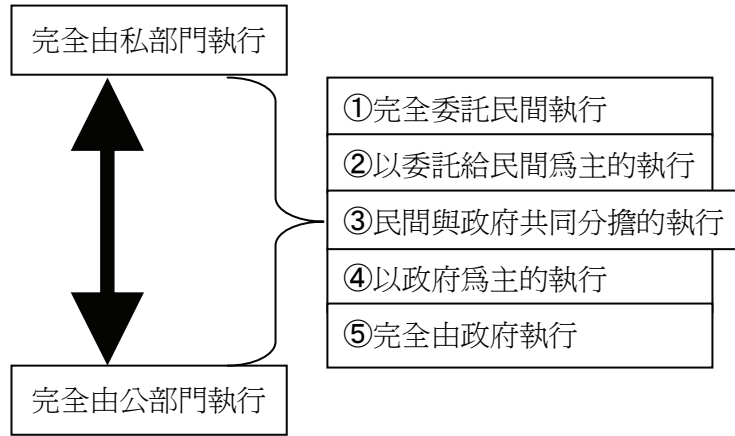 完全由私部門執行
①完全委託民間執行
②以委託給民間爲主的執行
③民間與政府共同分擔的執行
④以政府爲主的執行
⑤完全由政府執行
完全由公部門執行